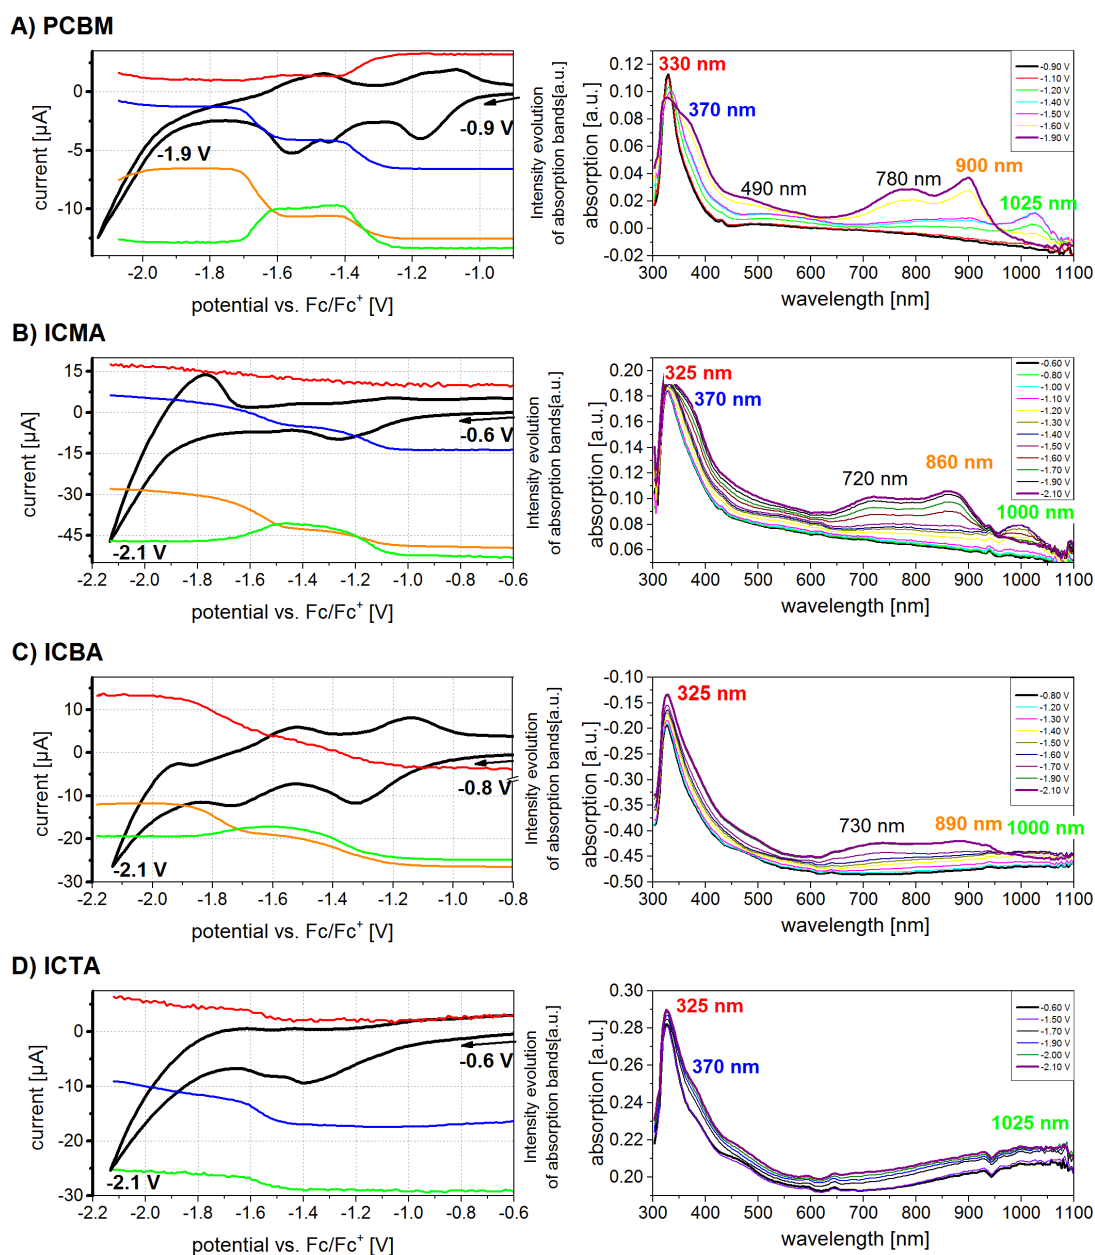 A) PCBM
0
-5
-10
current [µA]
-1.9 V
-0.9 V
-2.0
-1.8
-1.6
-1.4
-1.2
-1.0
potential vs. Fc/Fc+ [V]
Intensity evolution
of absorption bands[a.u.]
absorption [a.u.]
0.12
0.10
0.08
0.06
0.04
0.02
0.00
-0.02
330 nm
370 nm
490 nm
780 nm
900 nm
1025 nm
-0.90 V
-1.10 V
-1.20 V
-1.40 V
-1.50 V
-1.60 V
-1.90 V
300 400 500 600 700 800 900 1000 1100
wavelength [nm]
B) ICMA
15
0
-15
-30
-45
current [µA]
-0.6 V
-2.1 V
-2.2 -2.0 -1.8 -1.6 -1.4 -1.2 -1.0 -0.8 -0.6
potential vs. Fc/Fc+ [V]
Intensity evolution
of absorption bands[a.u.]
absorption [a.u.]
0.20
0.18
0.16
0.14
0.12
0.10
0.08
0.06
325 nm
370 nm
720 nm
860 nm
1000 nm
-0.60 V
-0.80 V
-1.00 V
-1.10 V
-1.20 V
-1.30 V
-1.40 V
-1.50 V
-1.60 V
-1.70 V
-1.90 V
-2.10 V
300 400 500 600 700 800 900 1000 1100
wavelength [nm]
C) ICBA
10
0
-10
-20
-30
current [µA]
-0.8 V
-2.1 V
-2.2 -2.0 -1.8 -1.6 -1.4 -1.2 -1.0 -0.8
potential vs. Fc/Fc+ [V]
Intensity evolution
of absorption bands[a.u.]
absorption [a.u.]
-0.10
-0.15
-0.20
-0.25
-0.30
-0.35
-0.40
-0.45
-0.50
325 nm
730 nm
890 nm
1000 nm
-0.80 V
-1.20 V
-1.30 V
-1.40 V
-1.50 V
-1.60 V
-1.70 V
-1.90 V
-2.10 V
300 400 500 600 700 800 900 1000 1100
wavelength [nm]
D) ICTA
0
-10
-20
-30
current [µA]
-0.6 V
-2.1 V
-2.2 -2.0 -1.8 -1.6 -1.4 -1.2 -1.0 -0.8 -0.6
potential vs. Fc/Fc+ [V]
Intensity evolution
of absorption bands[a.u.]
absorption [a.u.]
0.30
0.28
0.26
0.24
0.22
0.20
325 nm
370 nm
1025 nm
-0.60 V
-1.50 V
-1.70 V
-1.90 V
-2.00 V
-2.10 V
300 400 500 600 700 800 900 1000 1100
wavelength [nm]